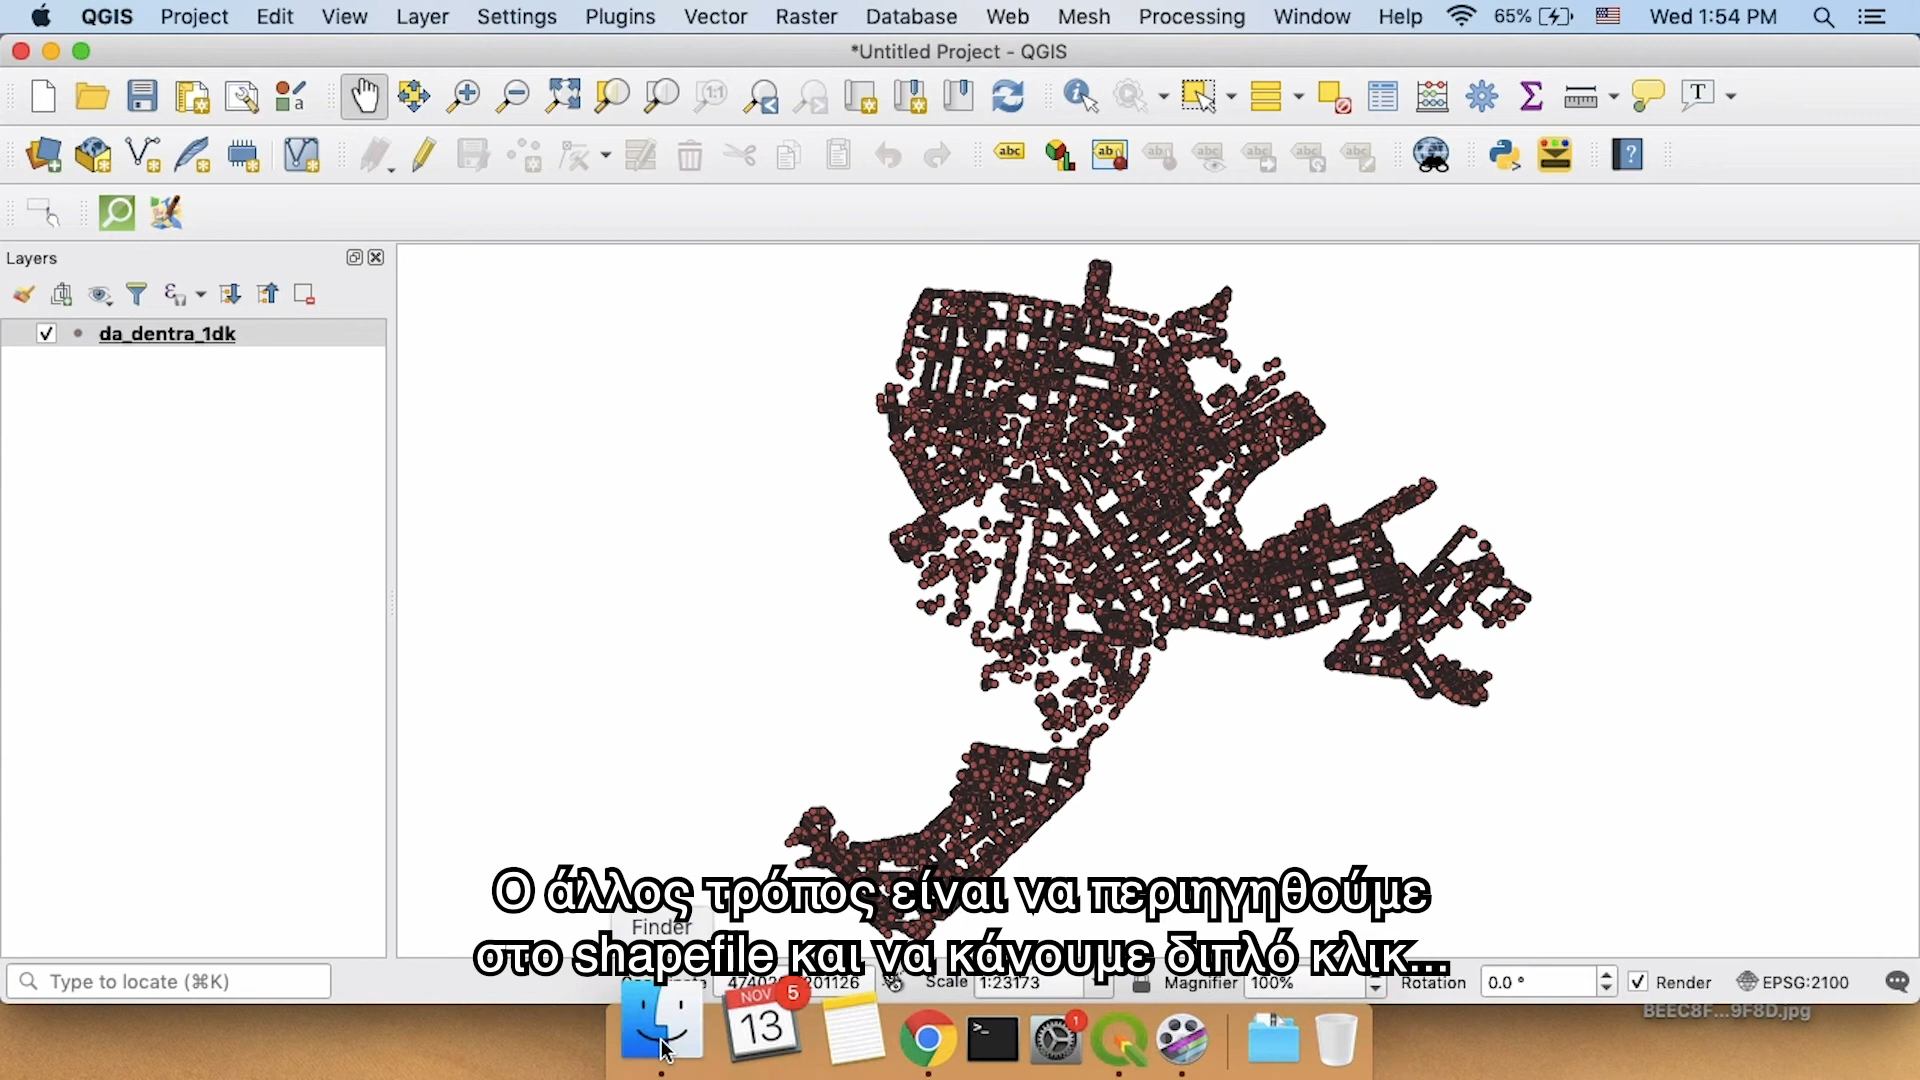 QGIS Project Edit View Layer Settings Plugins Vector Raster Database Web Mesh Processing Window Help 65% Wed 1:54 PM
*Untitled Project - QGIS
Layers
da_dentra_1dk
Ο άλλος τρόπος είναι να περιηγηθούμε
Finder
στο shapefile και να κάνουμε διπλό κλικ...
Type to locate (⌘K) Scale 1:23173 Magnifier 100% Rotation 0.0 ° Render EPSG:2100
BEEC8F...9F8D.jpg
NOV 5
13
1